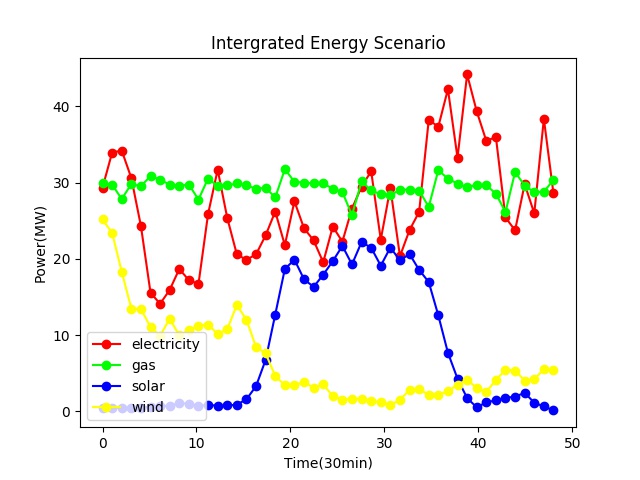 Intergrated Energy Scenario
Power(MW)
40
30
20
10
0
electricity
gas
solar
wind
0 10 20 30 40 50
Time(30min)